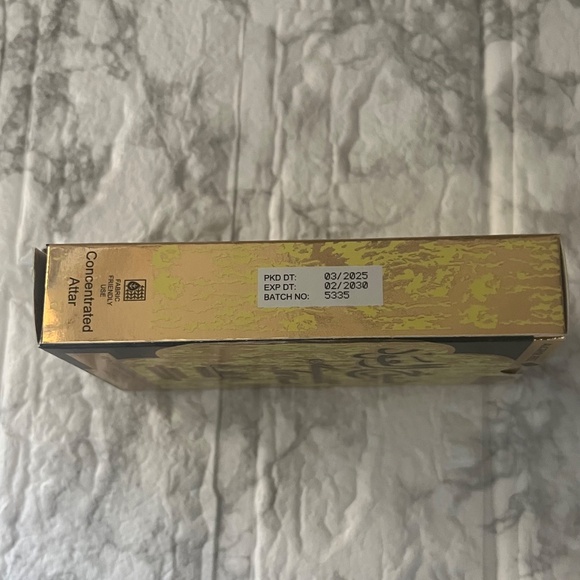 PKD DT: 03/2025
EXP DT: 02/2030
BATCH NO: 5335
Concentrated
Attar
FABRIC
FRIENDLY
USE